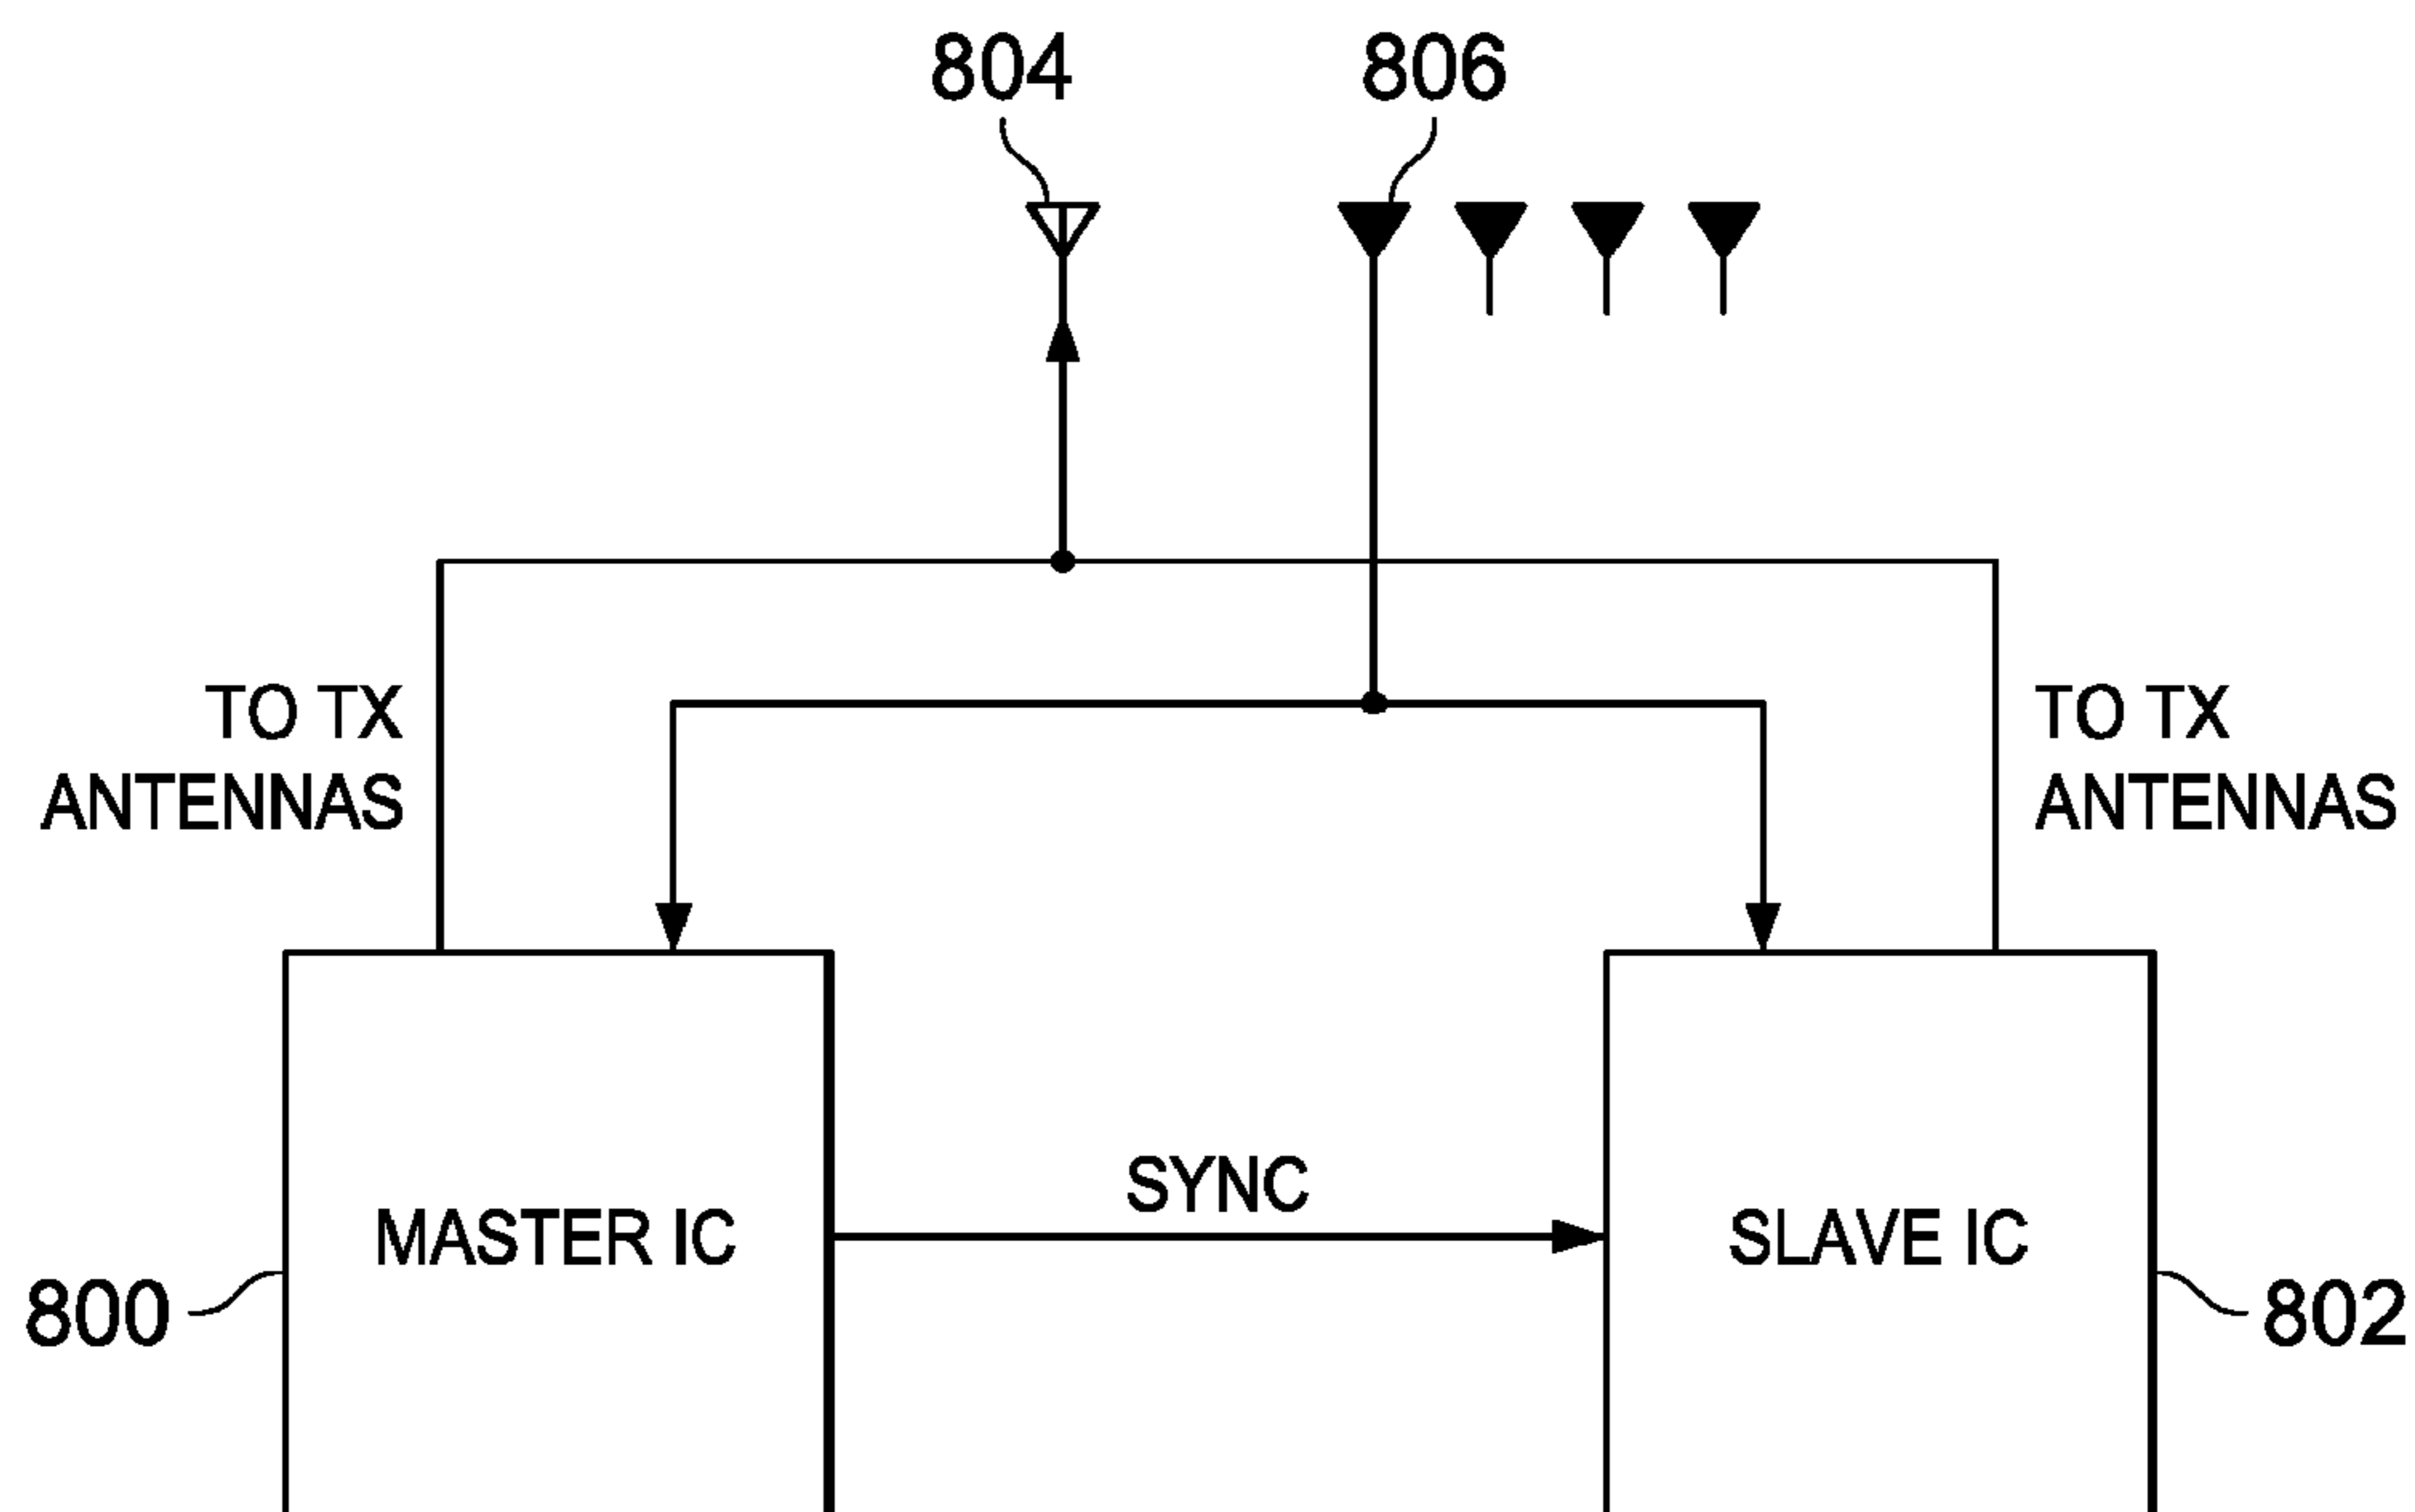 804
806
TO TX
ANTENNAS
TO TX
ANTENNAS
SYNC
MASTER IC
SLAVE IC
800
802